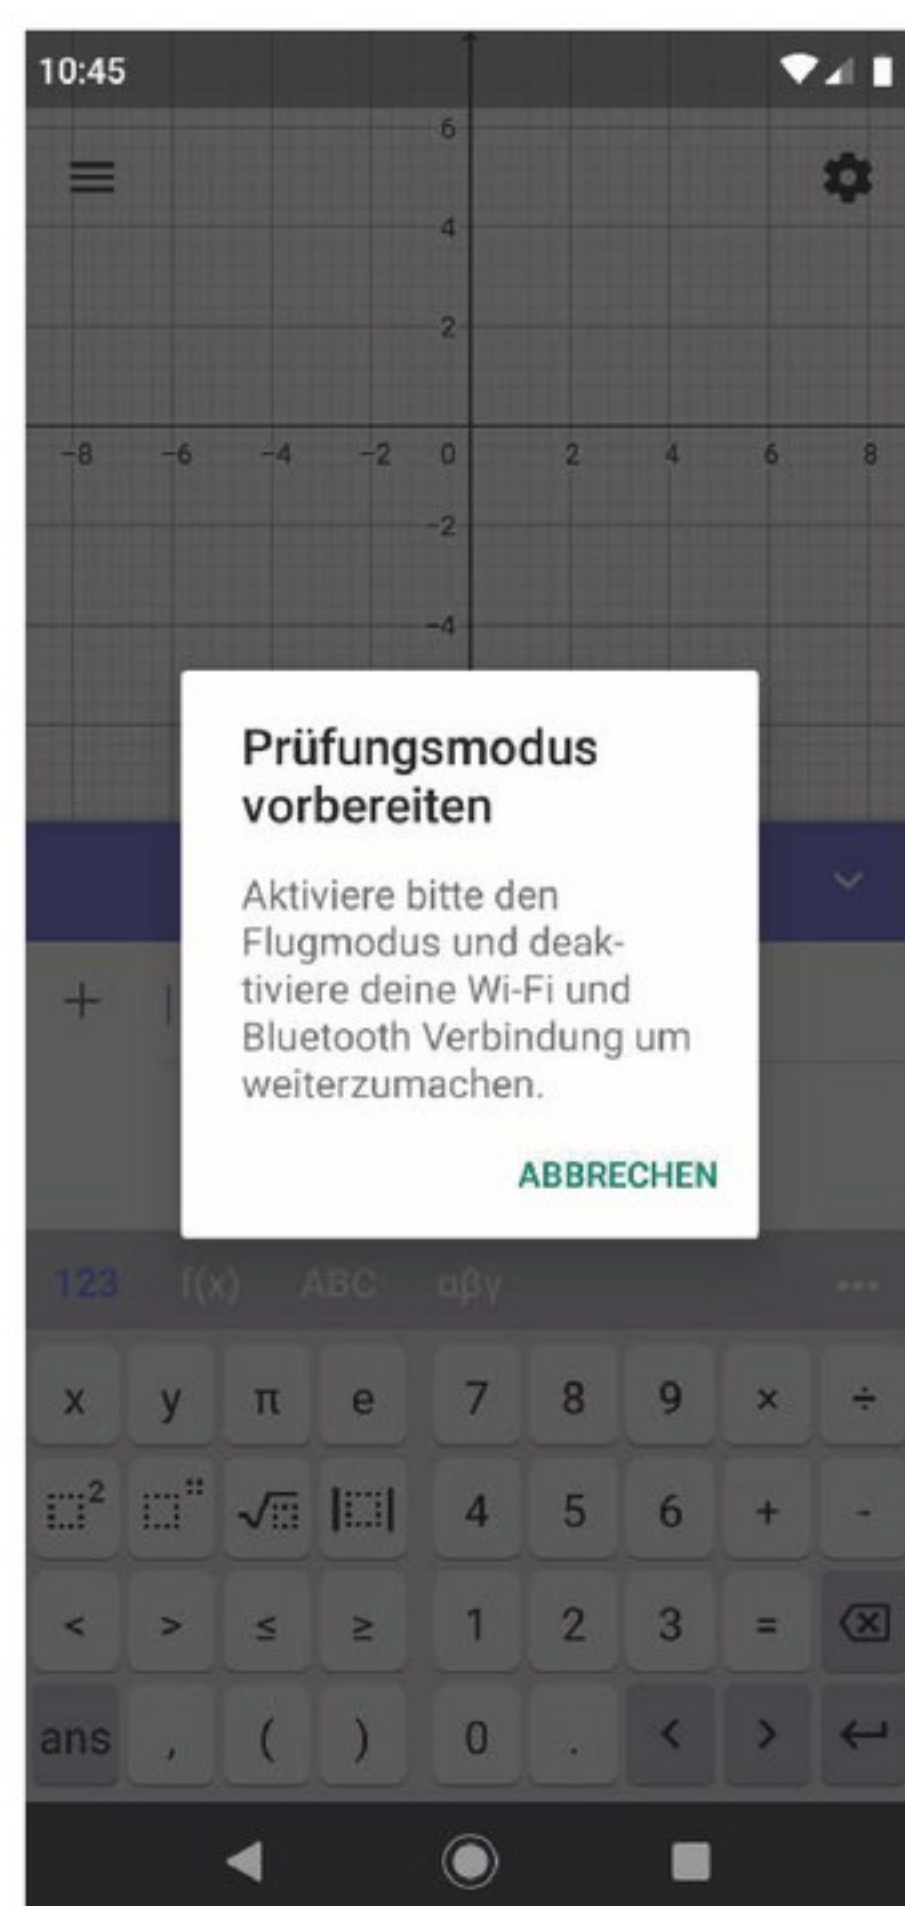 10:45
6
4
2
-8 -6 -4 -2 0 2 4 6 8
-2
-4
Prüfungsmodus
vorbereiten
Aktiviere bitte den
Flugmodus und deak-
tiviere deine Wi-Fi und
Bluetooth Verbindung um
weiterzumachen.
ABBRECHEN
123 f(x) ABC αβγ
x y π e 7 8 9 × ÷
2 √ 4 5 6 + -
< > ≤ ≥ 1 2 3 =
ans , ( ) 0 . < >